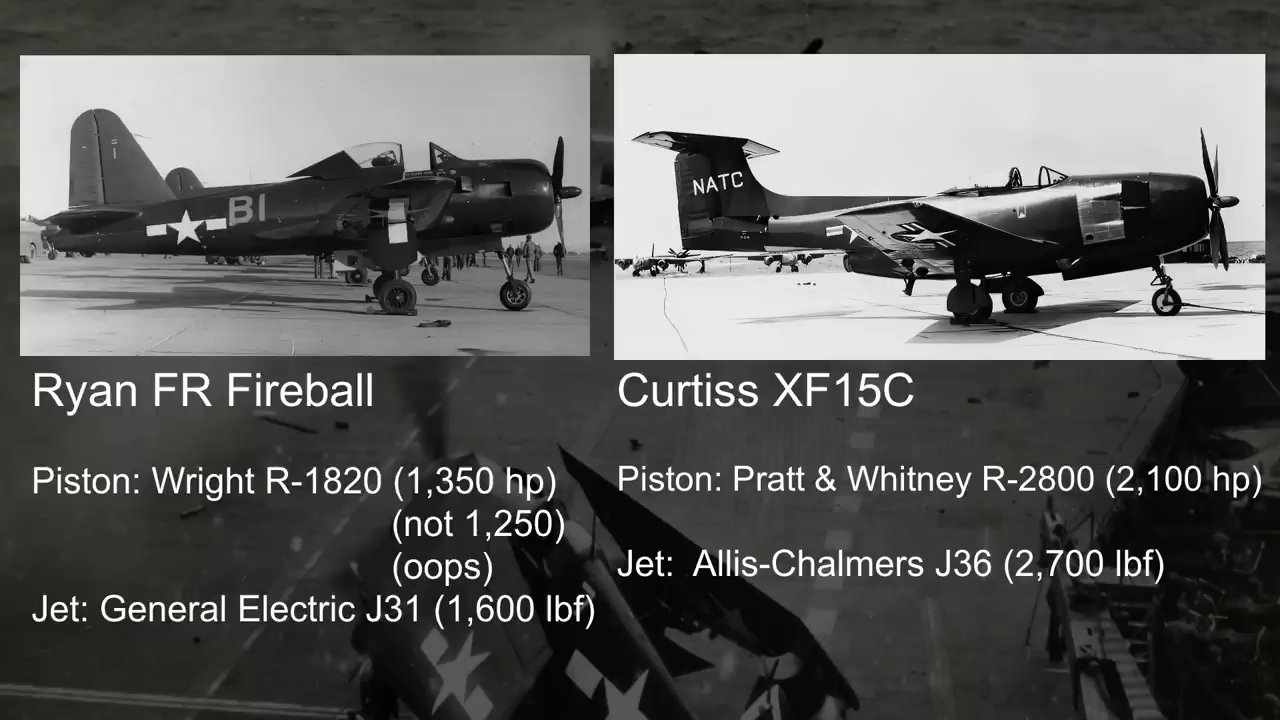 1
B1
NATC
Ryan FR Fireball
Piston: Wright R-1820 (1,350 hp)
(not 1,250)
(oops)
Jet: General Electric J31 (1,600 lbf)
Curtiss XF15C
Piston: Pratt & Whitney R-2800 (2,100 hp)
Jet:  Allis-Chalmers J36 (2,700 lbf)